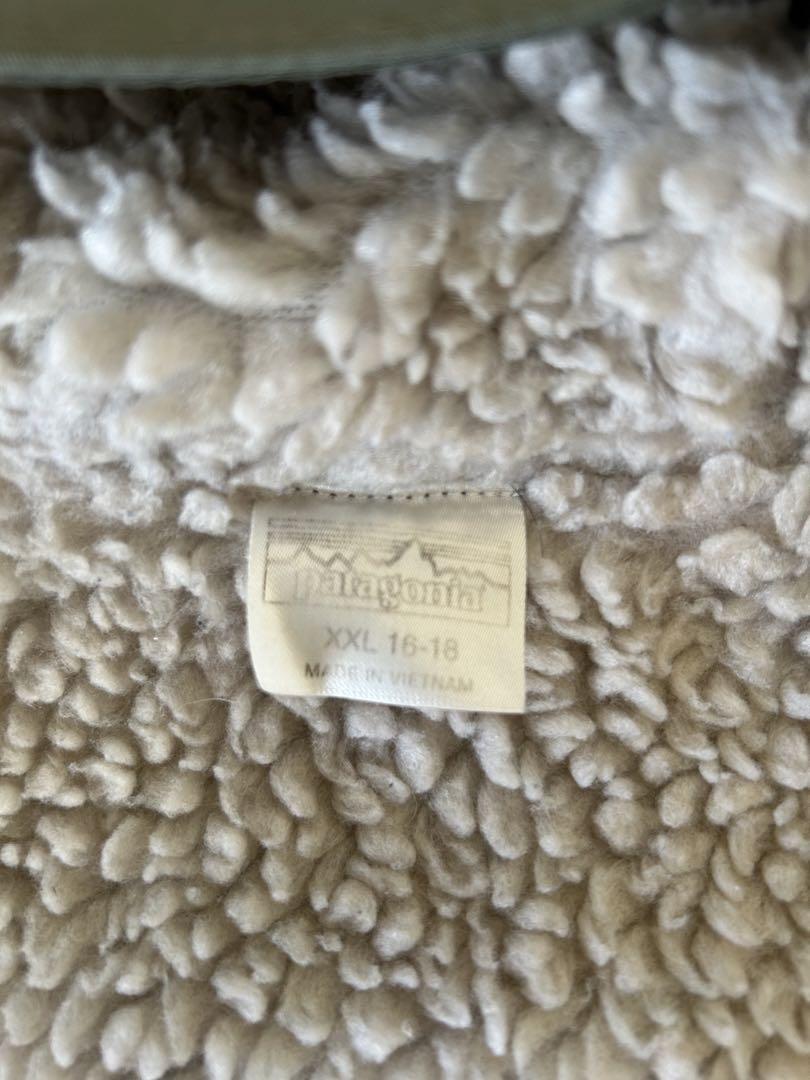 patagonia
XXL 16-18
MADE IN VIETNAM